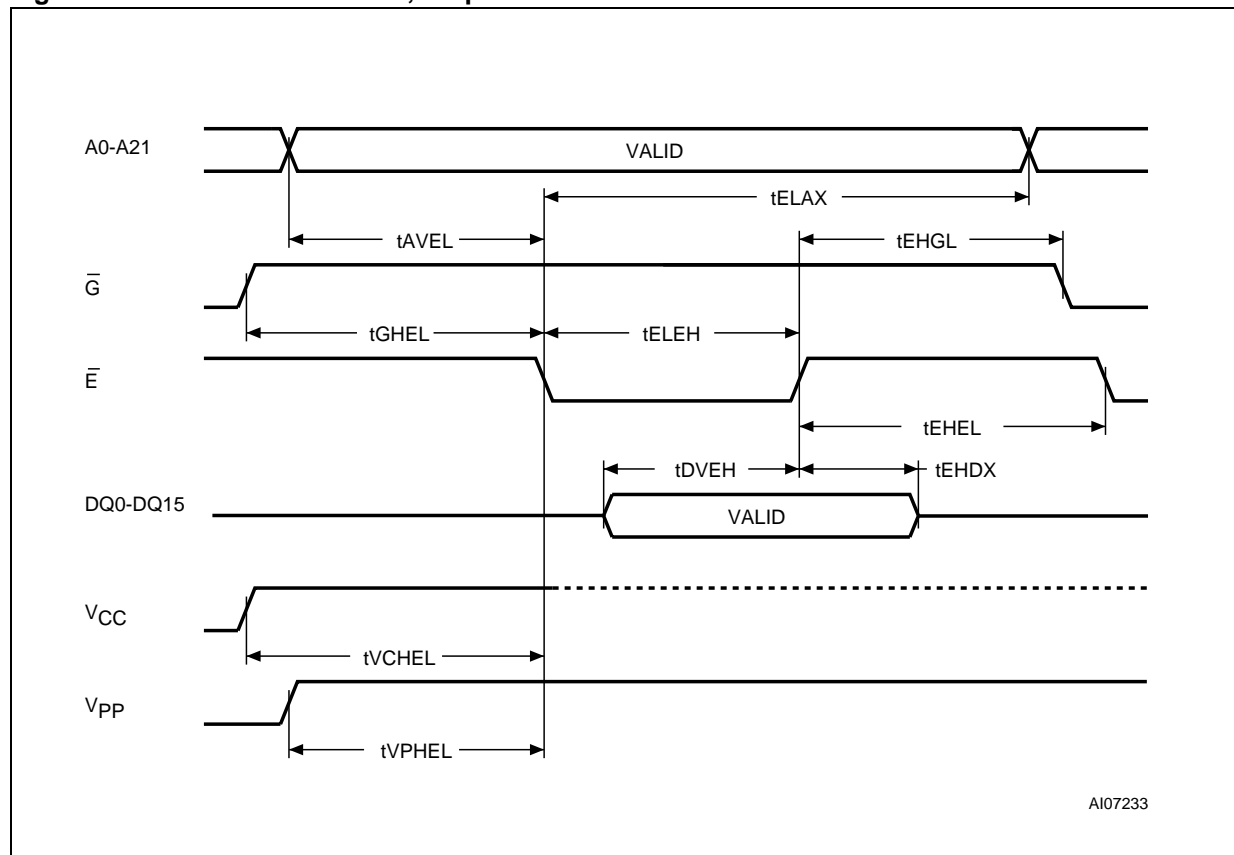 A0-A21
VALID
tELAX
tAVEL
tEHGL
G̅
tGHEL
tELEH
E̅
tEHEL
tDVEH
tEHDX
DQ0-DQ15
VALID
VCC
tVCHEL
VPP
tVPHEL
AI07233